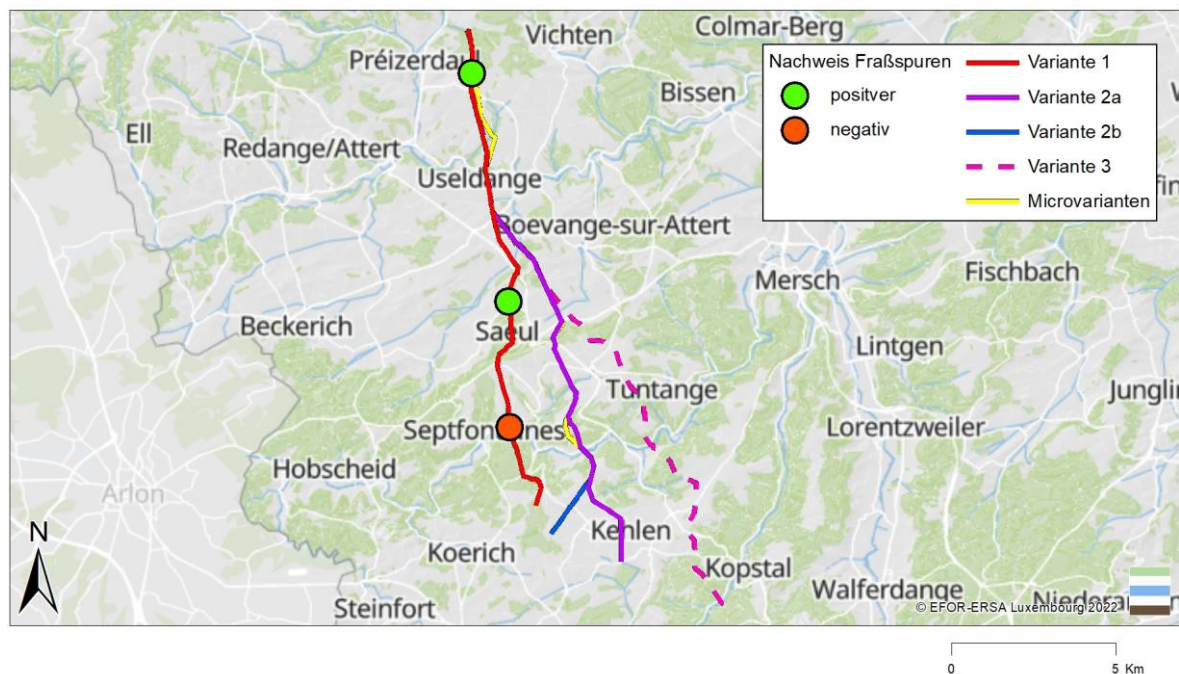 Vichten
Colmar-Berg
Préizerdaul
Bissen
Ell
Redange/Attert
Useldange
Boevange-sur-Attert
Mersch
Fischbach
Beckerich
Saeul
Lintgen
Tuntange
Junglin
Septfontaines
Lorentzweiler
Hobscheid
Arlon
Kehlen
Koerich
Kopstal
Walferdange
Steinfort
Nachweis Fraßspuren
positver
negativ
Variante 1
Variante 2a
Variante 2b
Variante 3
Microvarianten
N
© EFOR-ERSA Luxembourg 2022
0 5 Km